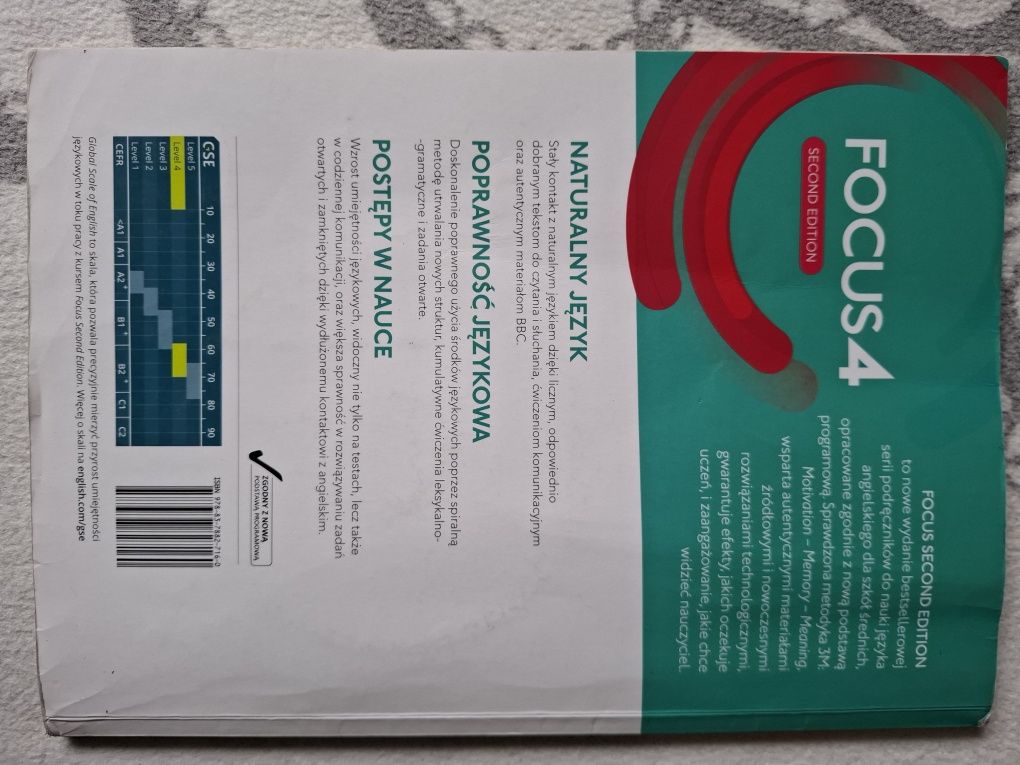 FOCUS 4
SECOND EDITION
FOCUS SECOND EDITION
to nowe wydanie bestsellerowej
serii podręczników do nauki języka
angielskiego dla szkół średnich,
opracowane zgodnie z nową podstawą
programową. Sprawdzona metodyka 3M,
Motivation – Memory – Meaning,
wsparta autentycznymi materiałami
źródłowymi i nowoczesnymi
rozwiązaniami technologicznymi,
gwarantuje efekty, jakich oczekuje
uczeń, i zaangażowanie, jakie chce
widzieć nauczyciel.
NATURALNY JĘZYK
Stały kontakt z naturalnym językiem dzięki licznym, odpowiednio
dobranym tekstom do czytania i słuchania, ćwiczeniom komunikacyjnym
oraz autentycznym materiałom BBC.
POPRAWNOŚĆ JĘZYKOWA
Doskonalenie poprawnego użycia środków językowych poprzez spiralną
metodę utrwalania nowych struktur, kumulatywne ćwiczenia leksykalno-
-gramatyczne i zadania otwarte.
POSTĘPY W NAUCE
Wzrost umiejętności językowych, widoczny nie tylko na testach, lecz także
w codziennej komunikacji, oraz większa sprawność w rozwiązywaniu zadań
otwartych i zamkniętych dzięki wydłużonemu kontaktowi z angielskim.
ZGODNY Z NOWĄ
PODSTAWĄ PROGRAMOWĄ
GSE 10 20 30 40 50 60 70 80 90
Level 5
Level 4
Level 3
Level 2
Level 1
CEFR <A1 A1 A2 + B1 + B2 + C1 C2
ISBN 978-83-7882-716-0
Global Scale of English to skala, która pozwala precyzyjnie mierzyć przyrost umiejętności
językowych w toku pracy z kursem Focus Second Edition. Więcej o skali na english.com/gse